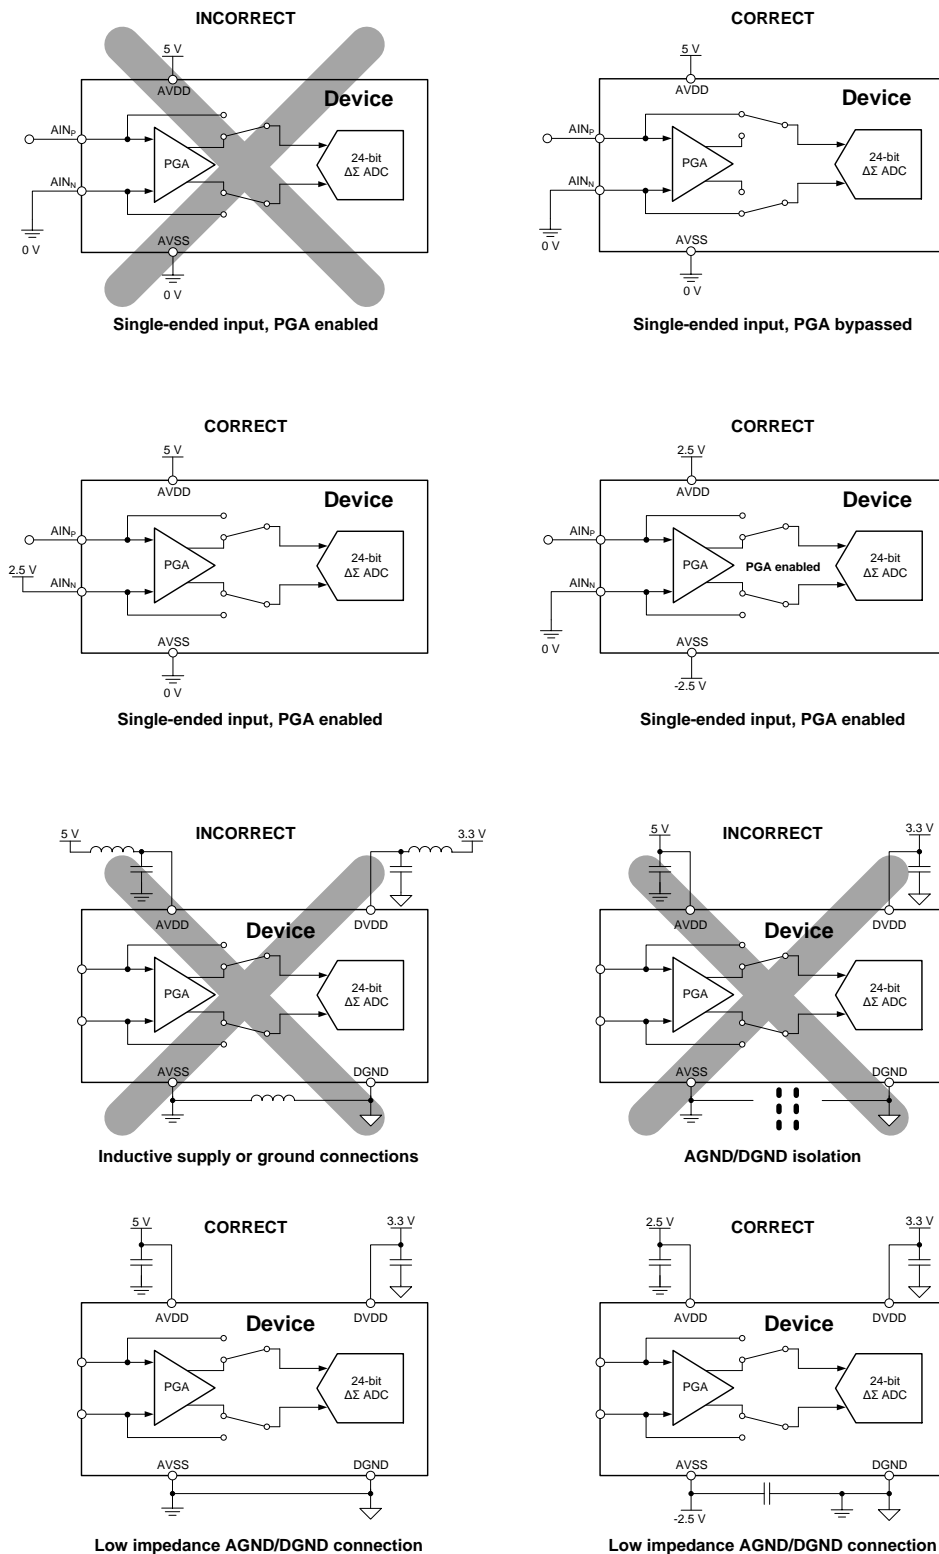 INCORRECT
5 V
AVDD
Device
AINP
PGA
24-bit
ΔΣ ADC
AINN
AVSS
0 V
0 V
Single-ended input, PGA enabled
CORRECT
5 V
AVDD
Device
AINP
PGA
24-bit
ΔΣ ADC
AINN
AVSS
0 V
0 V
Single-ended input, PGA bypassed
CORRECT
5 V
AVDD
Device
AINP
PGA
24-bit
ΔΣ ADC
2.5 V
AINN
AVSS
0 V
Single-ended input, PGA enabled
CORRECT
2.5 V
AVDD
Device
AINP
PGA
PGA enabled
24-bit
ΔΣ ADC
AINN
AVSS
0 V
-2.5 V
Single-ended input, PGA enabled
INCORRECT
5 V
3.3 V
AVDD
Device
DVDD
PGA
24-bit
ΔΣ ADC
AVSS
DGND
Inductive supply or ground connections
INCORRECT
5 V
3.3 V
AVDD
Device
DVDD
PGA
24-bit
ΔΣ ADC
AVSS
DGND
AGND/DGND isolation
CORRECT
5 V
3.3 V
AVDD
Device
DVDD
PGA
24-bit
ΔΣ ADC
AVSS
DGND
Low impedance AGND/DGND connection
CORRECT
2.5 V
3.3 V
AVDD
Device
DVDD
PGA
24-bit
ΔΣ ADC
AVSS
DGND
-2.5 V
Low impedance AGND/DGND connection